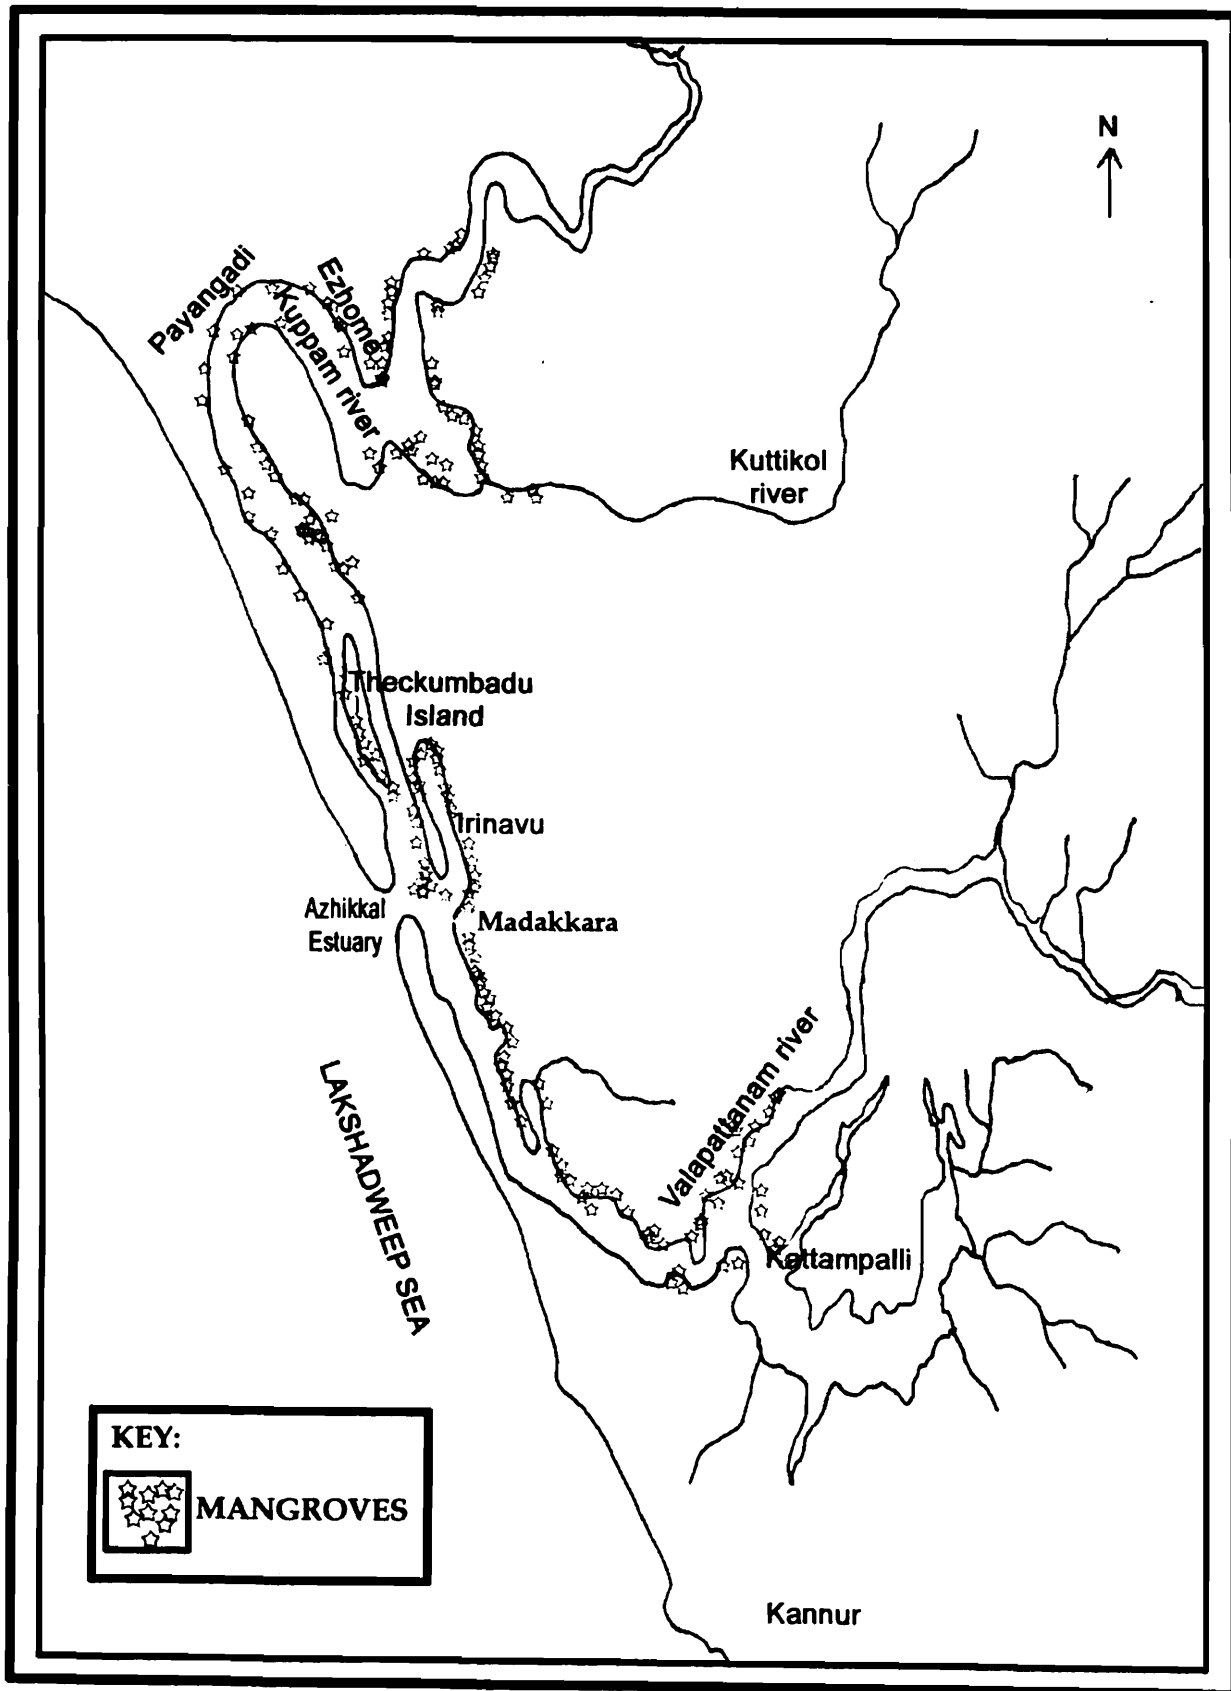 N
Payangadi
Ezhome
Kuppam river
Kuttikol
river
Theckumbadu
Island
Irinavu
Azhikkal
Estuary
Madakkara
Valapattanam river
LAKSHADWEEP SEA
Kattampalli
KEY:
MANGROVES
Kannur